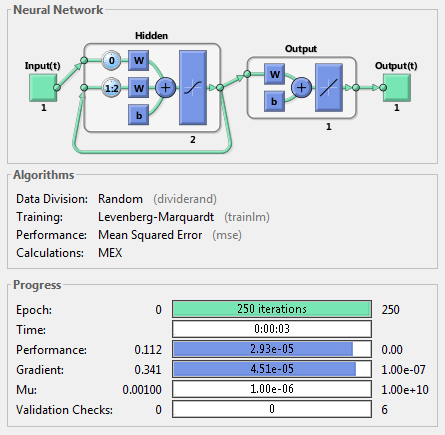 Neural Network
Hidden
Output
Input(t)
Output(t)
0
W
1:2
W
b
+
W
b
+
1
2
1
1
Algorithms
Data Division: Random (dividerand)
Training: Levenberg-Marquardt (trainlm)
Performance: Mean Squared Error (mse)
Calculations: MEX
Progress
Epoch: 0 250 iterations 250
Time: 0:00:03
Performance: 0.112 2.93e-05 0.00
Gradient: 0.341 4.51e-05 1.00e-07
Mu: 0.00100 1.00e-06 1.00e+10
Validation Checks: 0 0 6